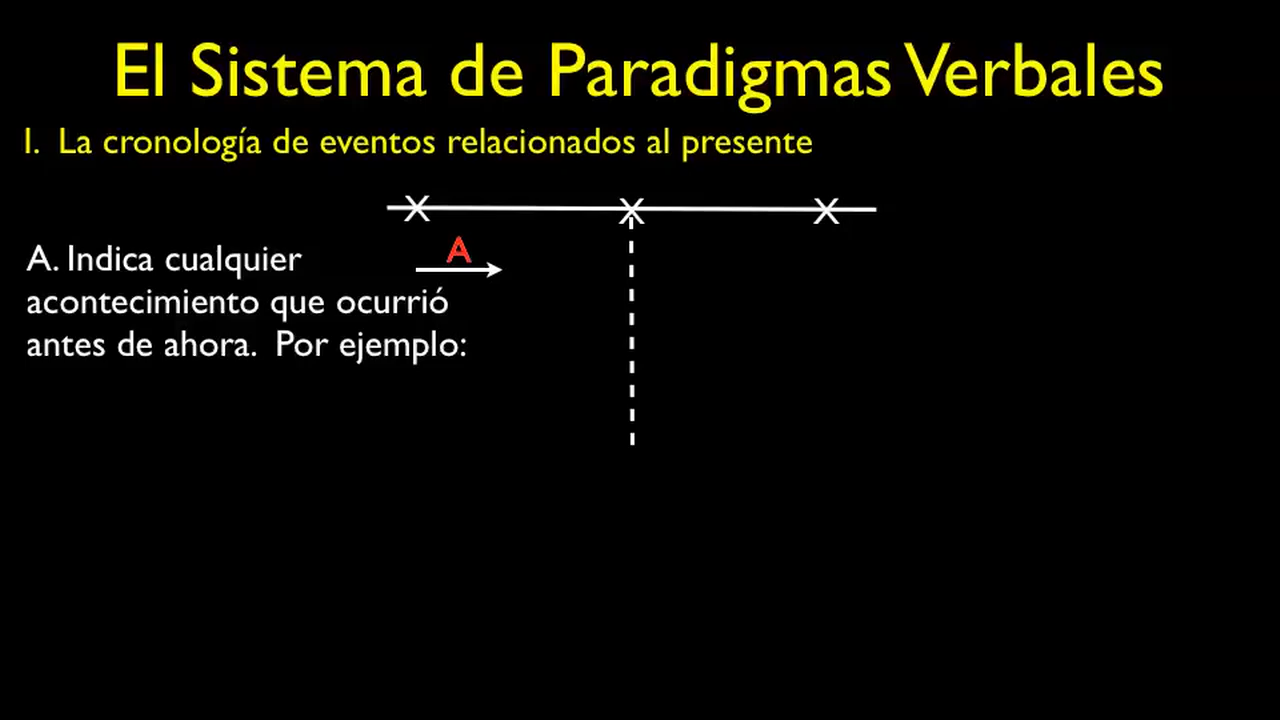 El Sistema de Paradigmas Verbales
I. La cronología de eventos relacionados al presente
X X X
A
A. Indica cualquier
acontecimiento que ocurrió
antes de ahora. Por ejemplo: